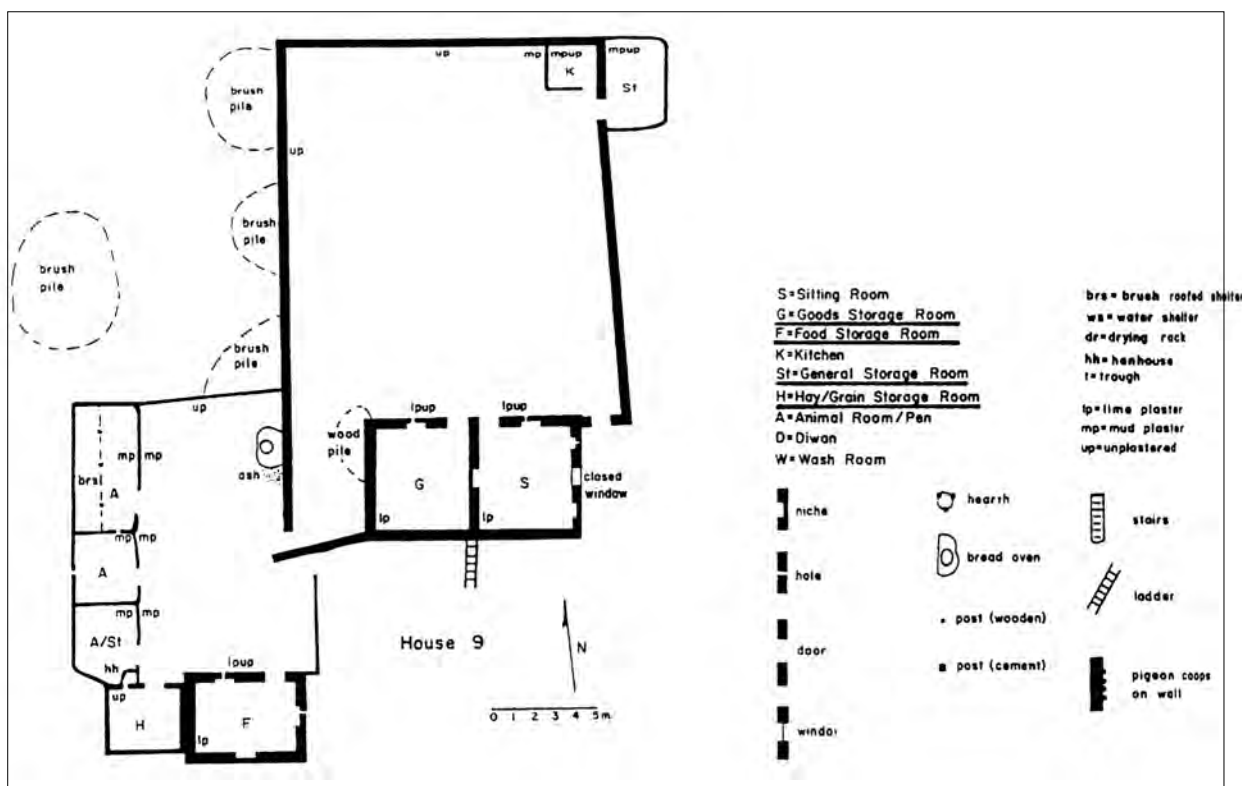 up
mp
mpup
mpup
K
St
brush
pile
up
brush
pile
brush
pile
brush
pile
up
lpup
lpup
wood
pile
mp
mp
brs
A
ash
G
S
closed
window
lp
lp
mp
mp
A
mp
mp
A/St
House 9
N
hh
lpup
up
H
F
lp
0 1 2 3 4 5m
S=Sitting Room
G=Goods Storage Room
F=Food Storage Room
K=Kitchen
St=General Storage Room
H=Hay/Grain Storage Room
A=Animal Room/Pen
D=Diwan
W=Wash Room
niche
hole
door
window
hearth
bread oven
post (wooden)
post (cement)
brs=brush roofed shelter
ws=water shelter
dr=drying rack
hh=henhouse
t=trough
lp=lime plaster
mp=mud plaster
up=unplastered
stairs
ladder
pigeon coops
on wall